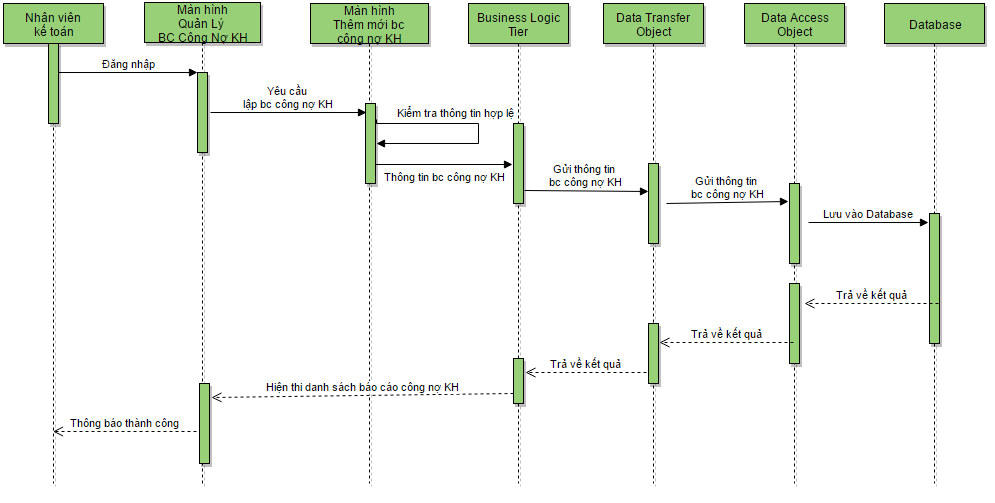 Nhân viên
kế toán
Màn hình
Quản Lý
BC Công Nợ KH
Màn hình
Thêm mới bc
công nợ KH
Business Logic
Tier
Data Transfer
Object
Data Access
Object
Database
Đăng nhập
Yêu cầu
lập bc công nợ KH
Kiểm tra thông tin hợp lệ
Thông tin bc công nợ KH
Gửi thông tin
bc công nợ KH
Gửi thông tin
bc công nợ KH
Lưu vào Database
Trả về kết quả
Trả về kết quả
Trả về kết quả
Hiện thi danh sách báo cáo công nợ KH
Thông báo thành công